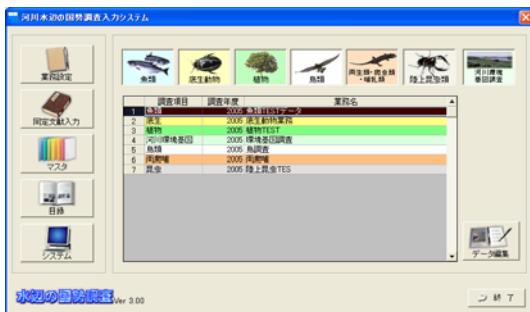 河川水辺の国勢調査入力システム
業務設定
同定文献入力
マスタ
目録
システム
魚類
底生動物
植物
鳥類
両生類・爬虫類・哺乳類
陸上昆虫類
河川環境基図調査
調査項目 調査年度 業務名
1 魚類 2005 魚類TESTデータ
2 底生 2005 底生動物業務
3 植物 2005 植物TEST
4 河川環境基図 2005 環境基図調査
5 鳥類 2005 鳥調査
6 両爬哺 2005 両爬哺
7 昆虫 2005 陸上昆虫TES
データ編集
水辺の国勢調査 Ver 3.00
終了